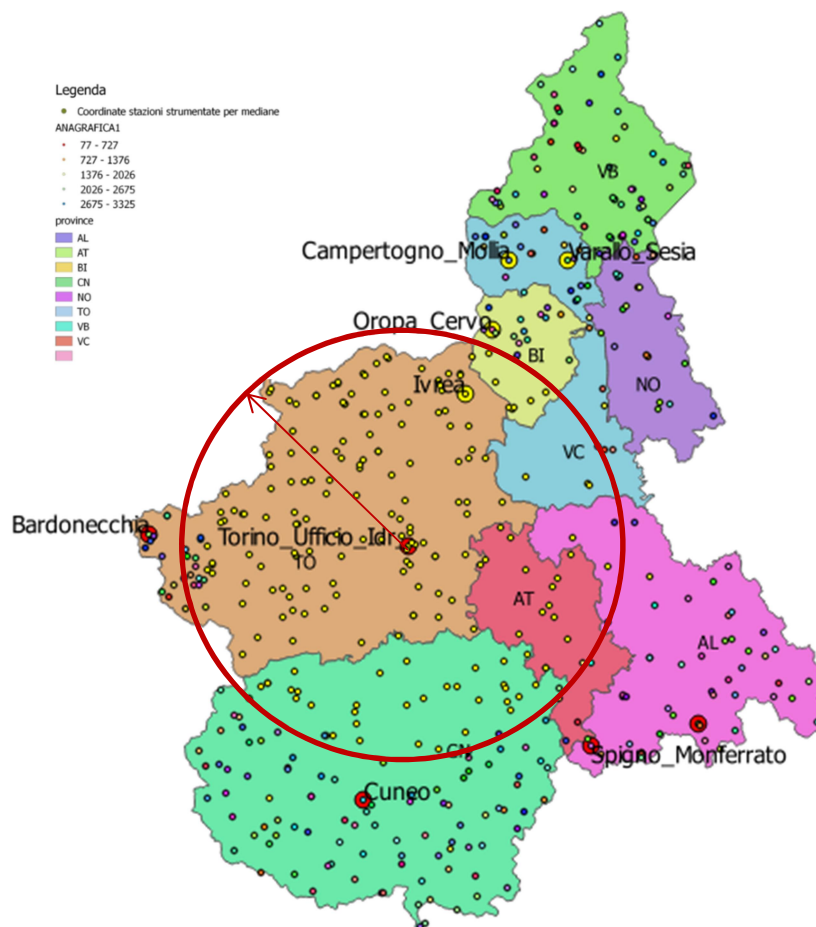 Legenda
Coordinate stazioni strumentate per mediane
ANAGRAFICA1
77 - 727
727 - 1376
1376 - 2026
2026 - 2675
2675 - 3325
province
AL
AT
BI
CN
NO
TO
VB
VC
VB
Campertogno_Mollia
Varallo_Sesia
Oropa_Cervo
BI
Ivrea
NO
VC
Bardonecchia
Torino_Ufficio_Idr
TO
AT
AL
CN
Spigno_Monferrato
Cuneo